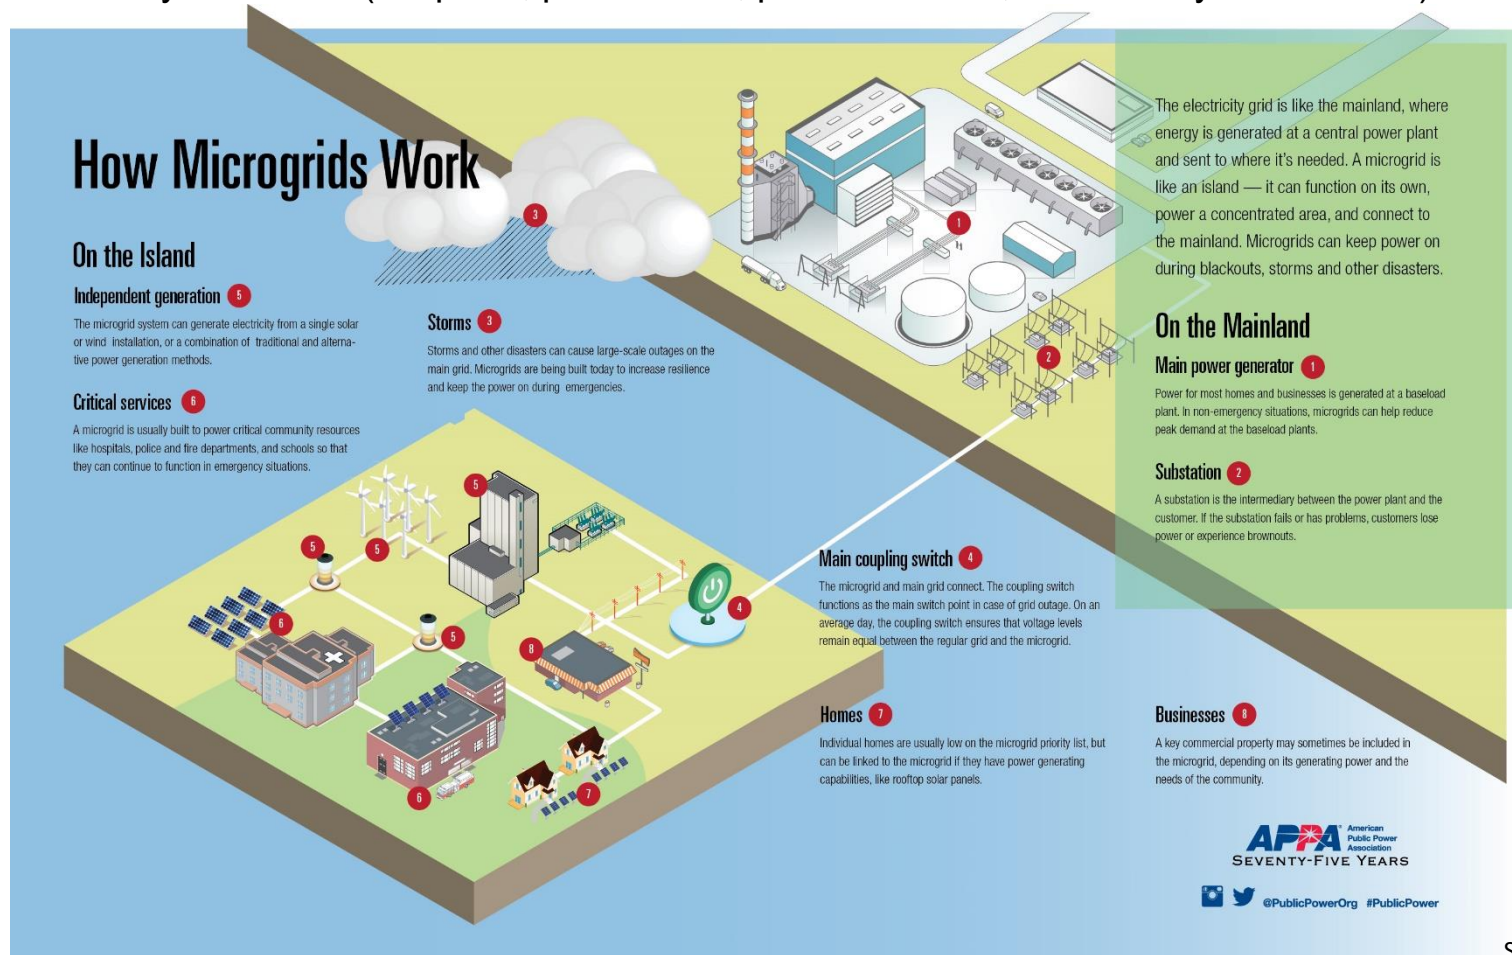 How Microgrids Work
On the Island
Independent generation 5
The microgrid system can generate electricity from a single solar
or wind installation, or a combination of traditional and alterna-
tive power generation methods.
Critical services 6
A microgrid is usually built to power critical community resources
like hospitals, police and fire departments, and schools so that
they can continue to function in emergency situations.
Storms 3
Storms and other disasters can cause large-scale outages on the
main grid. Microgrids are being built today to increase resilience
and keep the power on during emergencies.
3
1
2
5
5
5
5
6
6
8
4
7
The electricity grid is like the mainland, where
energy is generated at a central power plant
and sent to where it's needed. A microgrid is
like an island — it can function on its own,
power a concentrated area, and connect to
the mainland. Microgrids can keep power on
during blackouts, storms and other disasters.
On the Mainland
Main power generator 1
Power for most homes and businesses is generated at a baseload
plant. In non-emergency situations, microgrids can help reduce
peak demand at the baseload plants.
Substation 2
A substation is the intermediary between the power plant and the
customer. If the substation fails or has problems, customers lose
power or experience brownouts.
Main coupling switch 4
The microgrid and main grid connect. The coupling switch
functions as the main switch point in case of grid outage. On an
average day, the coupling switch ensures that voltage levels
remain equal between the regular grid and the microgrid.
Homes 7
Individual homes are usually low on the microgrid priority list, but
can be linked to the microgrid if they have power generating
capabilities, like rooftop solar panels.
Businesses 8
A key commercial property may sometimes be included in
the microgrid, depending on its generating power and the
needs of the community.
APPA American
Public Power
Association
SEVENTY-FIVE YEARS
@PublicPowerOrg #PublicPower